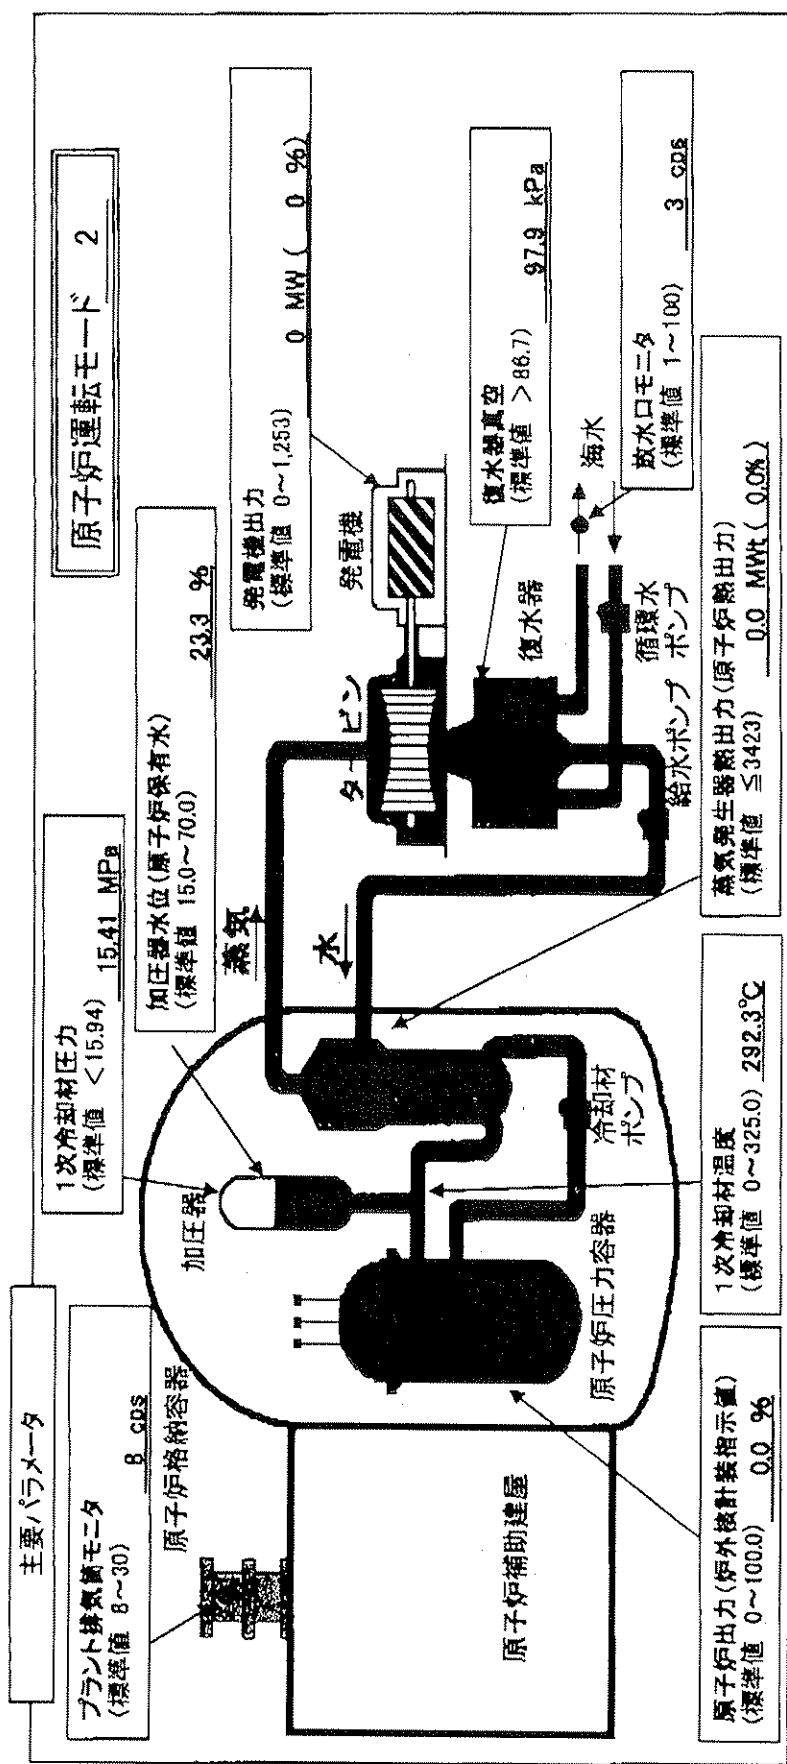 主要パラメータ
原子炉運転モード 2
プラント排気筒モニタ
(標準値 8~30) 8 cps
1次冷却材圧力
(標準値 <15.94) 15.41 MPa
加圧器水位(原子炉保有水)
(標準値 15.0~70.0) 23.3 %
発電機出力
(標準値 0~1,253) 0 MW ( 0 %)
原子炉格納容器
加圧器
蒸気
水
タービン
発電機
復水器真空
(標準値 >86.7) 97.9 kPa
復水器
海水
循環水
ポンプ
給水ポンプ
放水口モニタ
(標準値 1~100) 3 cps
冷却材
ポンプ
原子炉圧力容器
原子炉補助建屋
原子炉出力(炉外核計装指示値)
(標準値 0~100.0) 0.0 %
1次冷却材温度
(標準値 0~325.0) 292.3℃
蒸気発生器熱出力(原子炉熱出力)
(標準値 ≦3423) 0.0 MWt ( 0.0%)